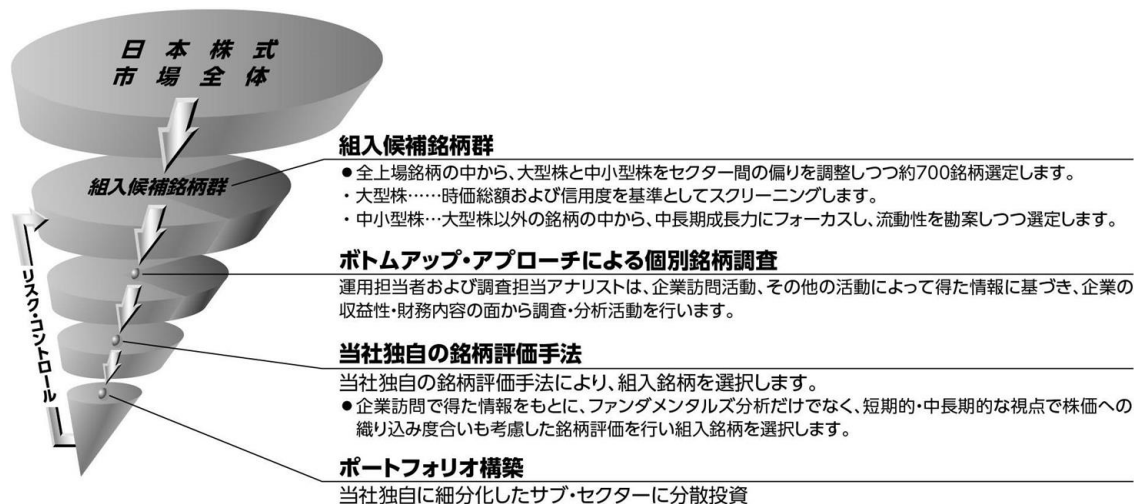 日本株式
市場全体
組入候補銘柄群
リスク・コントロール
組入候補銘柄群
●全上場銘柄の中から、大型株と中小型株をセクター間の偏りを調整しつつ約700銘柄選定します。
・大型株……時価総額および信用度を基準としてスクリーニングします。
・中小型株…大型株以外の銘柄の中から、中長期成長力にフォーカスし、流動性を勘案しつつ選定します。
ボトムアップ・アプローチによる個別銘柄調査
運用担当者および調査担当アナリストは、企業訪問活動、その他の活動によって得た情報に基づき、企業の
収益性・財務内容の面から調査・分析活動を行います。
当社独自の銘柄評価手法
当社独自の銘柄評価手法により、組入銘柄を選択します。
●企業訪問で得た情報をもとに、ファンダメンタルズ分析だけでなく、短期的・中長期的な視点で株価への
織り込み度合いも考慮した銘柄評価を行い組入銘柄を選択します。
ポートフォリオ構築
当社独自に細分化したサブ・セクターに分散投資